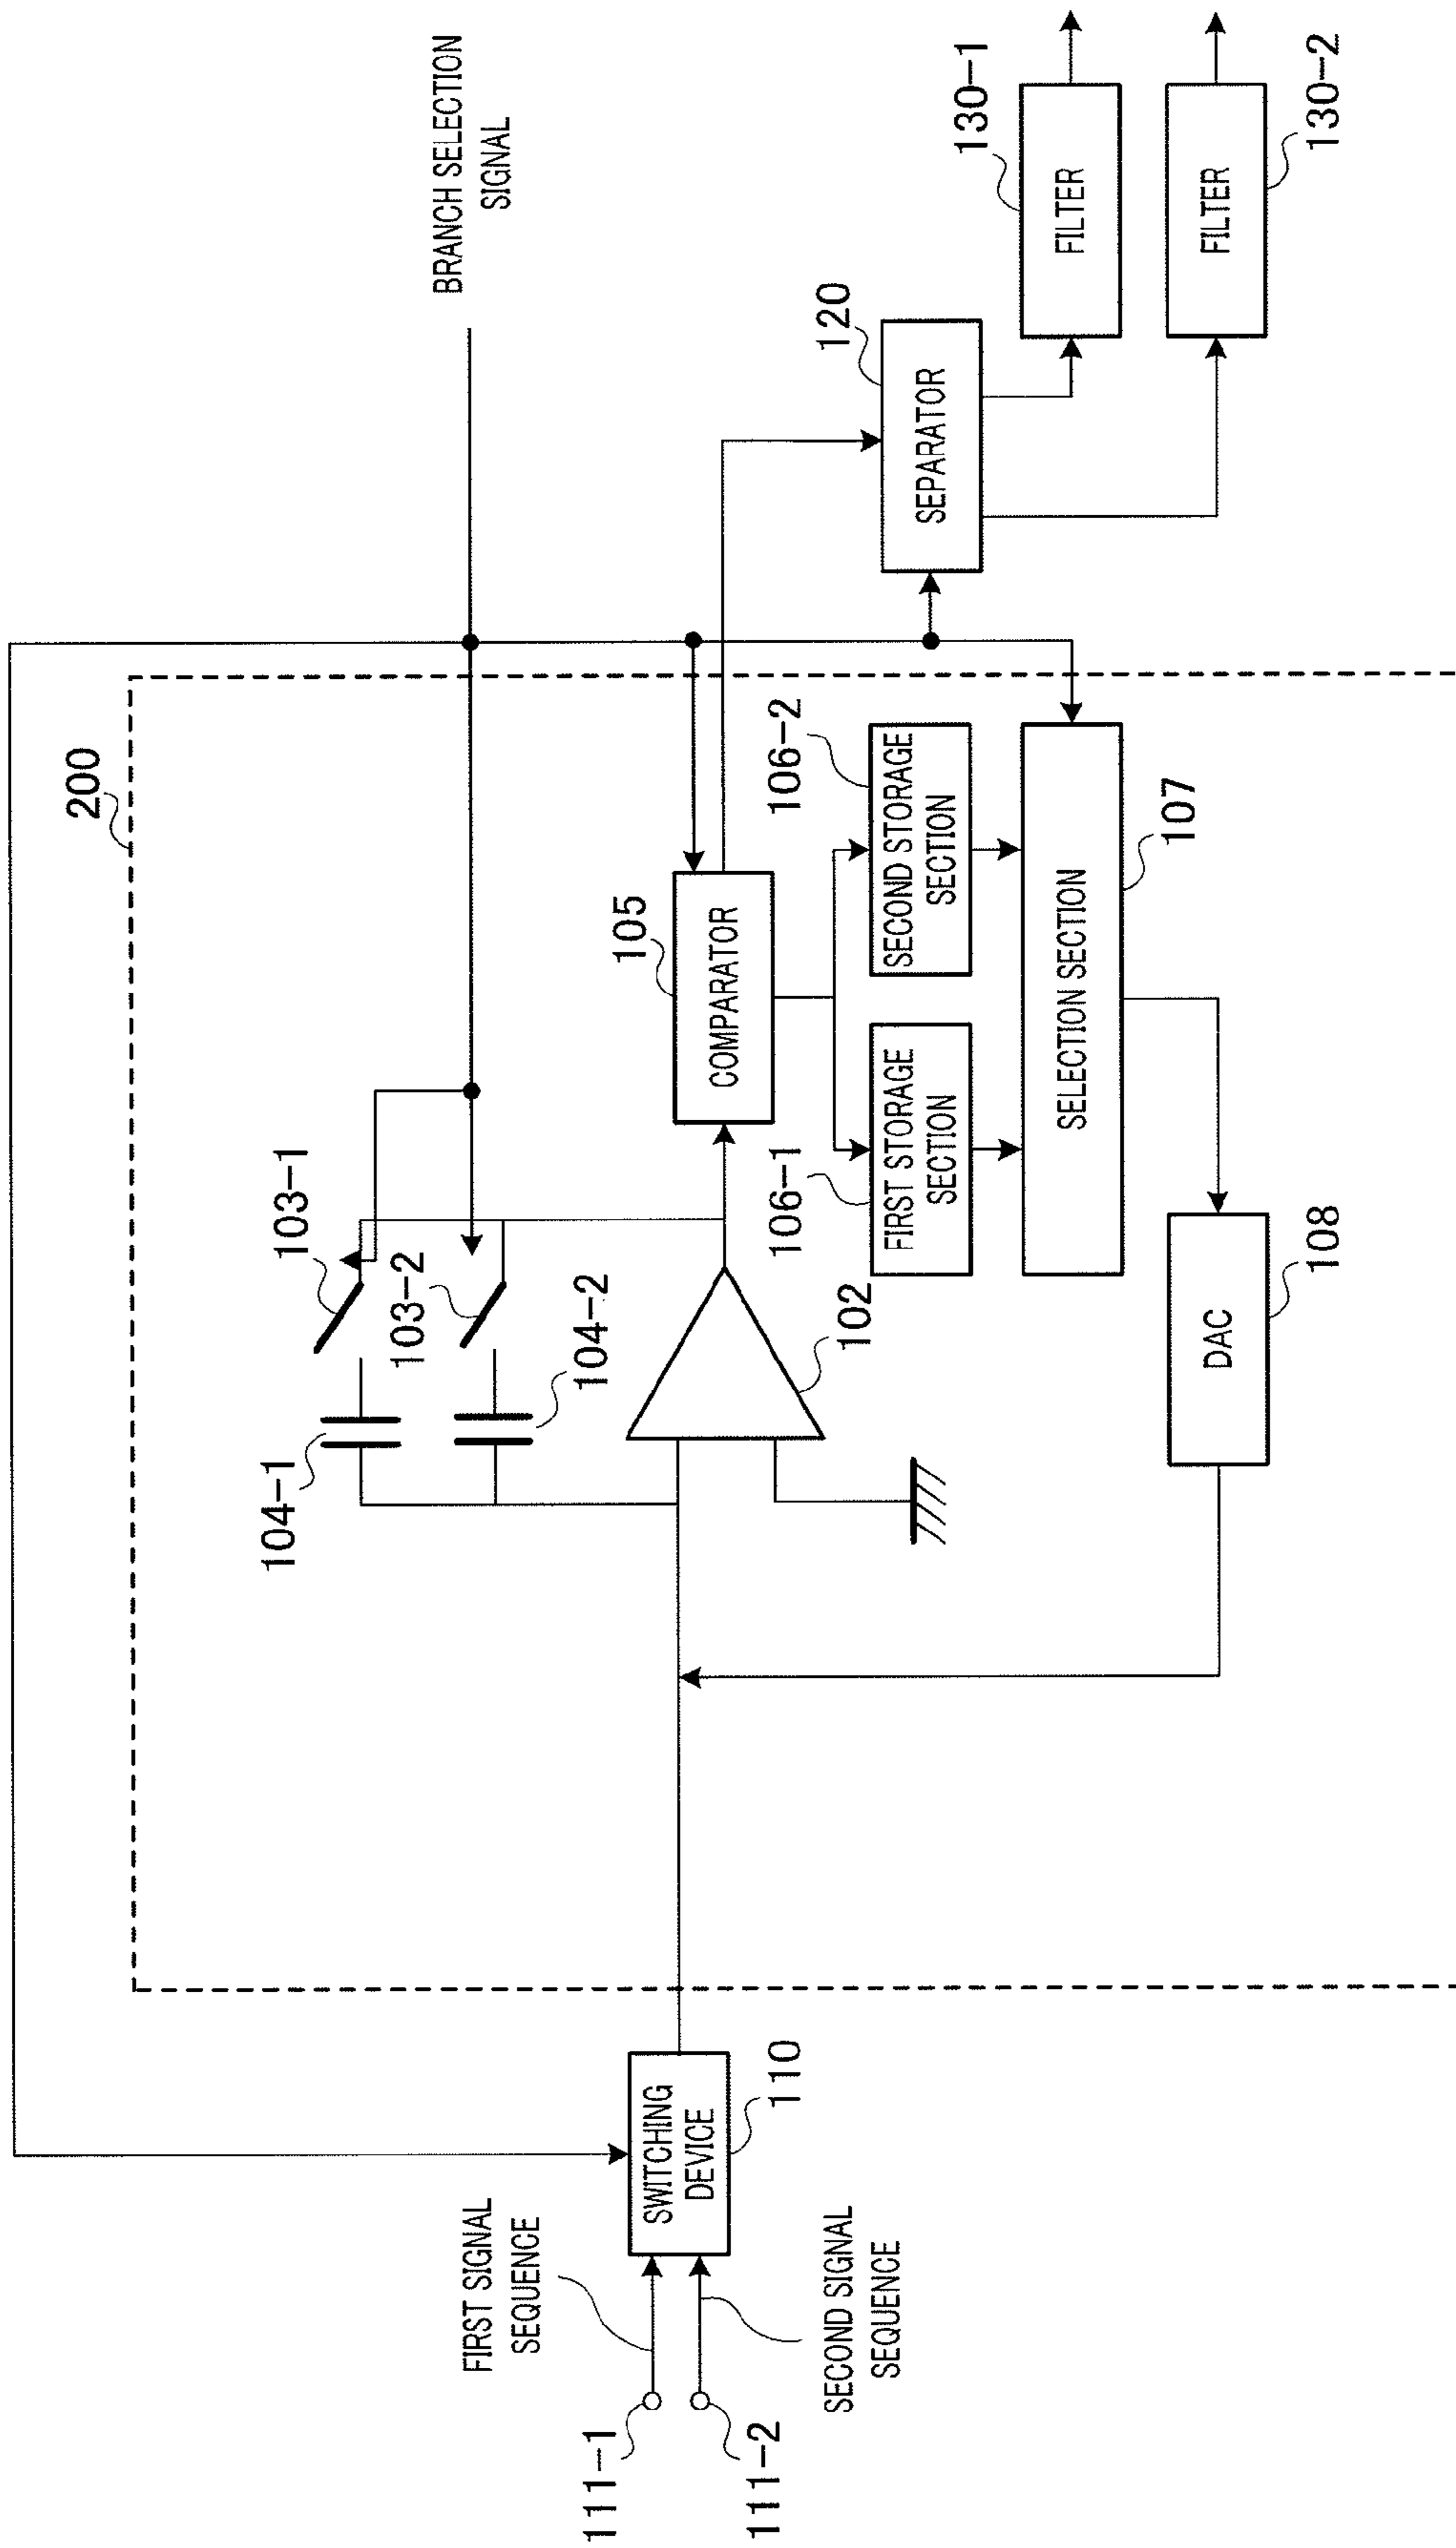 BRANCH SELECTION
SIGNAL
200
103-1
104-1
103-2
104-2
102
105
COMPARATOR
120
SEPARATOR
130-1
FILTER
FILTER
130-2
106-1
FIRST STORAGE
SECTION
106-2
SECOND STORAGE
SECTION
SELECTION SECTION
107
DAC
108
FIRST SIGNAL
SEQUENCE
SWITCHING
DEVICE
110
111-1
111-2
SECOND SIGNAL
SEQUENCE